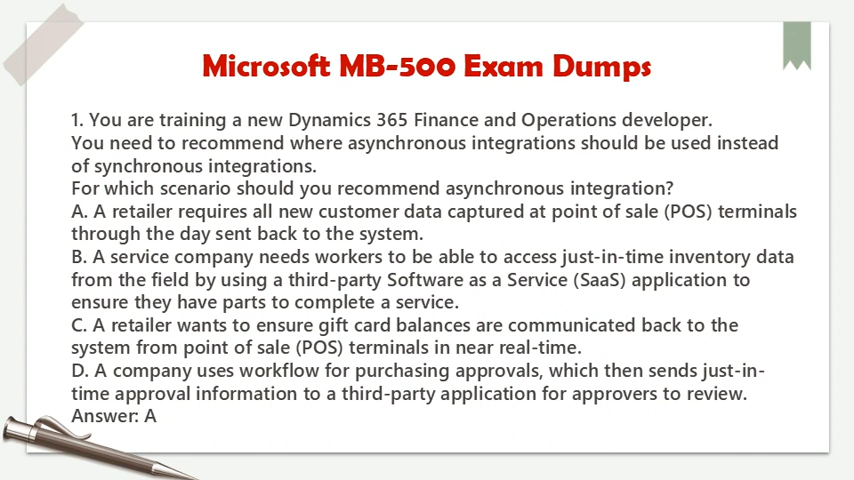 Microsoft MB-500 Exam Dumps
1. You are training a new Dynamics 365 Finance and Operations developer.
You need to recommend where asynchronous integrations should be used instead
of synchronous integrations.
For which scenario should you recommend asynchronous integration?
A. A retailer requires all new customer data captured at point of sale (POS) terminals
through the day sent back to the system.
B. A service company needs workers to be able to access just-in-time inventory data
from the field by using a third-party Software as a Service (SaaS) application to
ensure they have parts to complete a service.
C. A retailer wants to ensure gift card balances are communicated back to the
system from point of sale (POS) terminals in near real-time.
D. A company uses workflow for purchasing approvals, which then sends just-in-
time approval information to a third-party application for approvers to review.
Answer: A